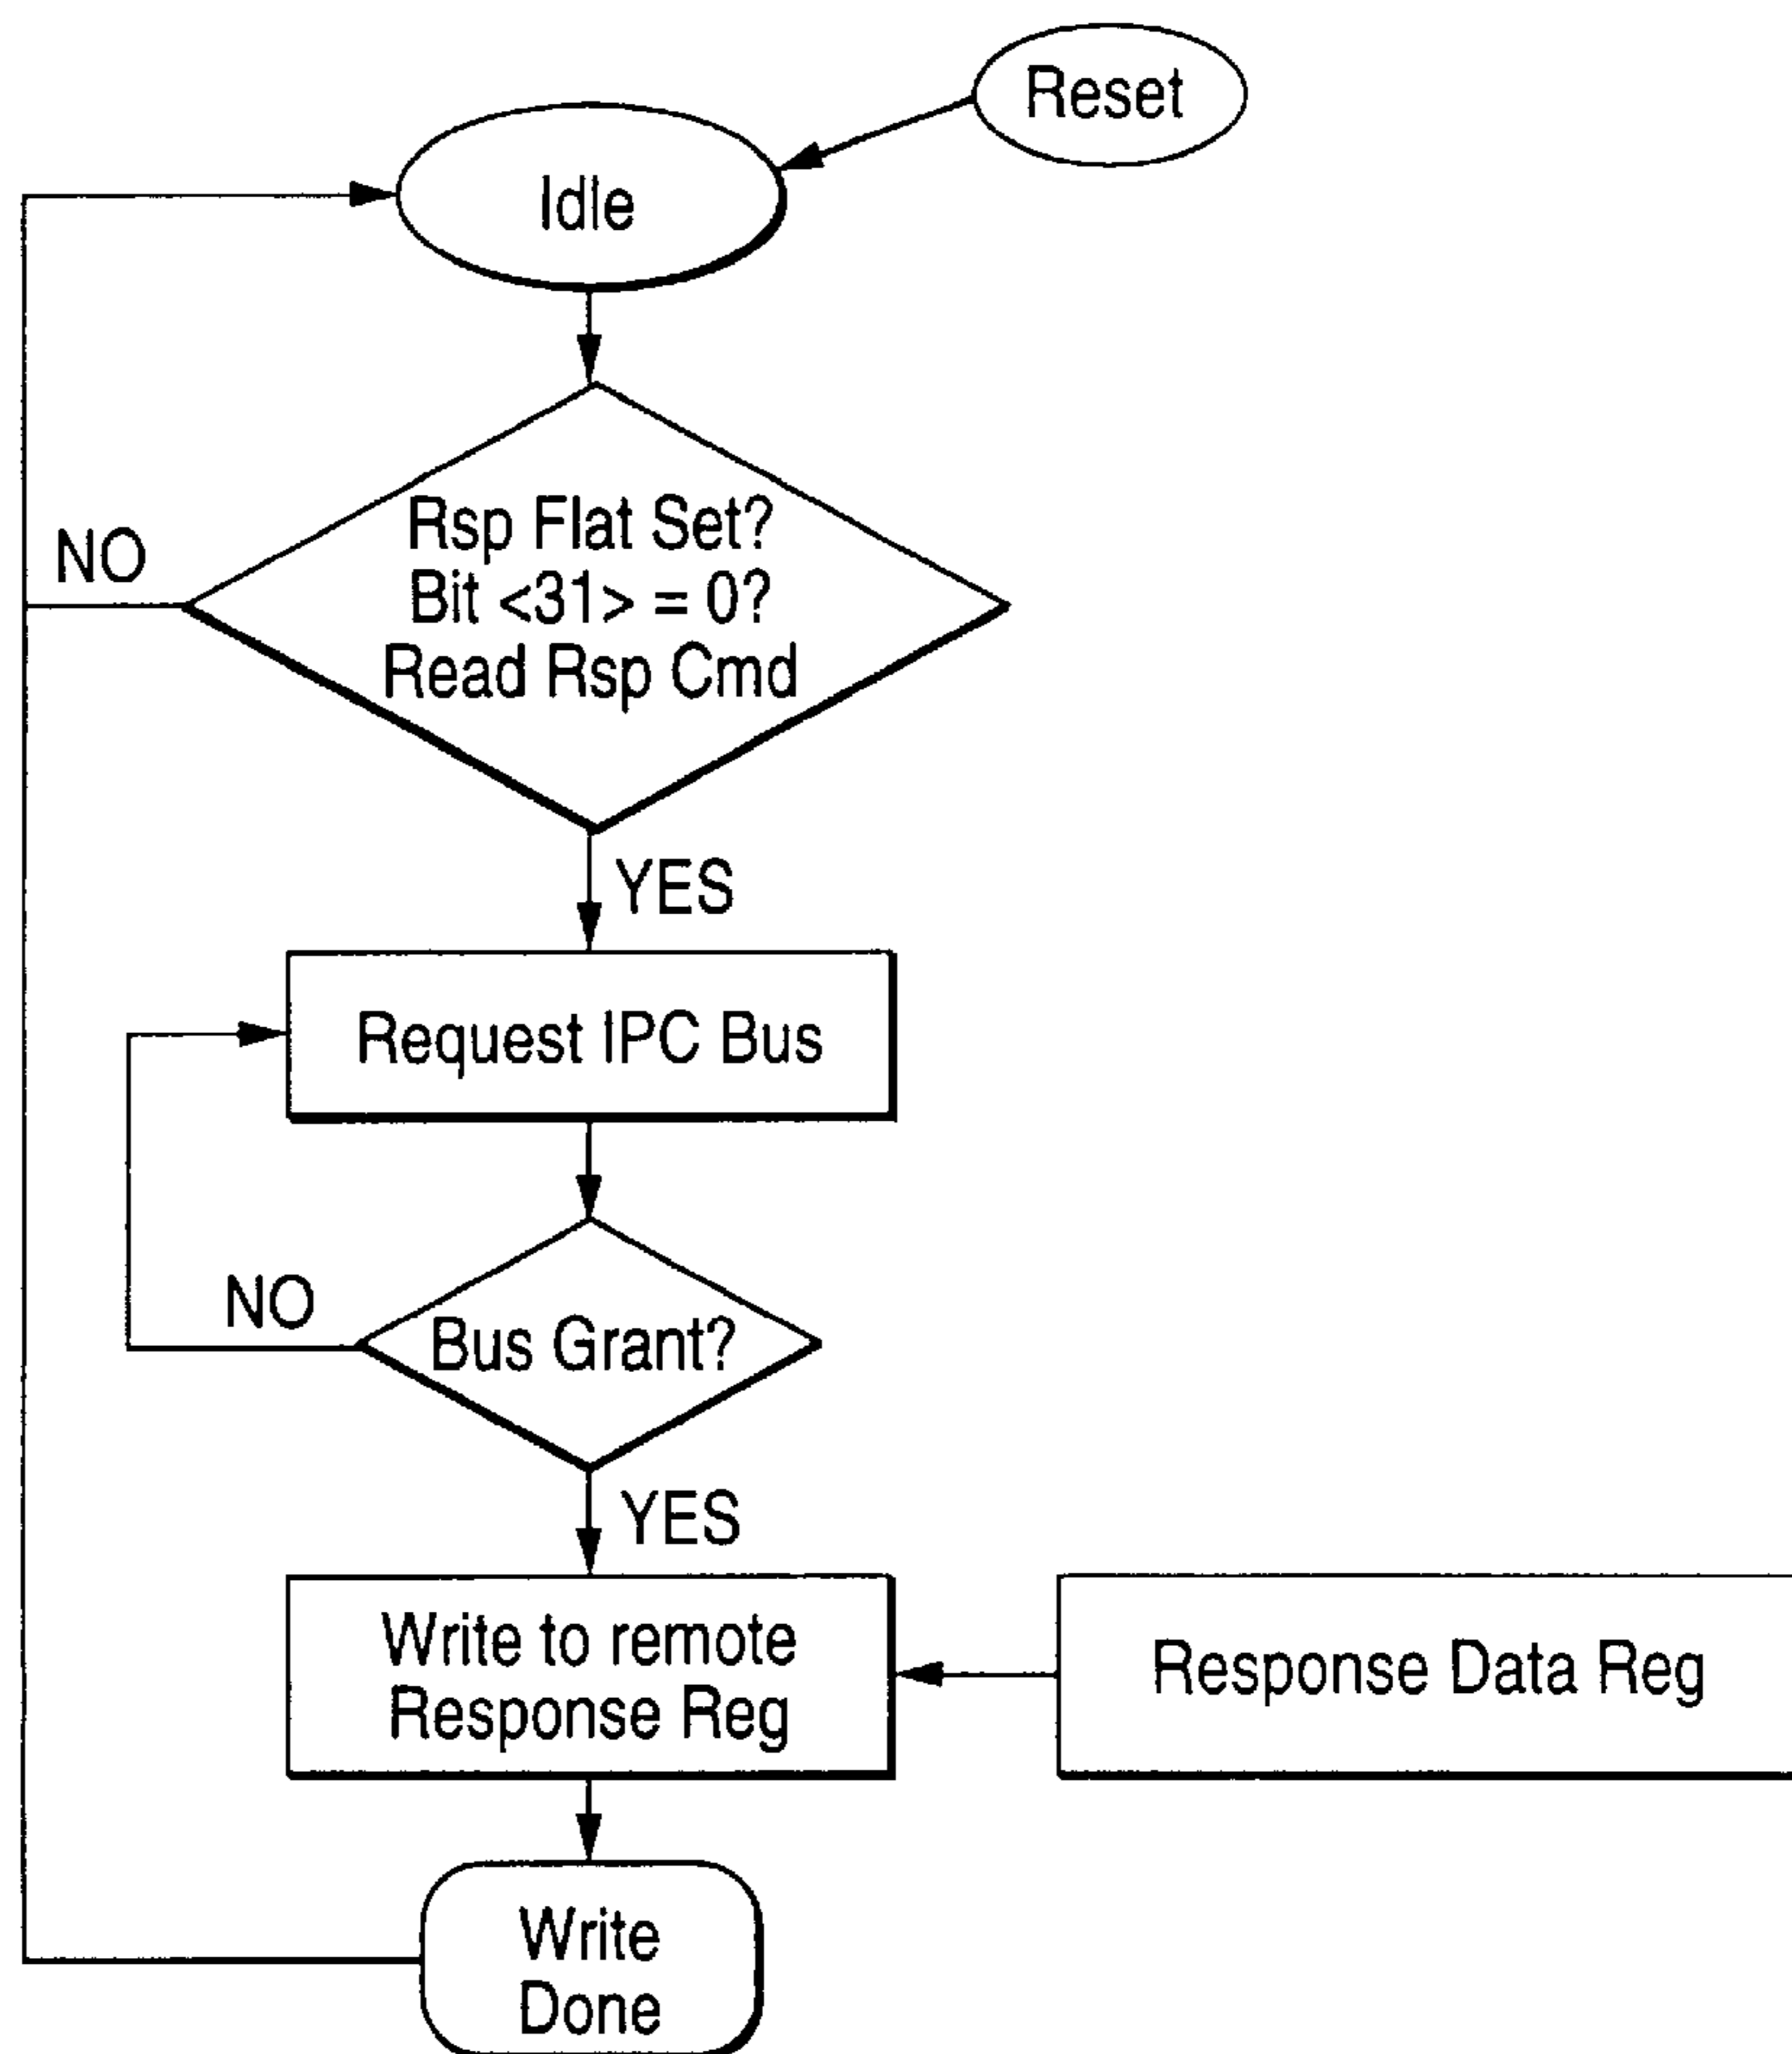 Reset
Idle
Rsp Flat Set?
Bit <31> = 0?
Read Rsp Cmd
NO
YES
Request IPC Bus
NO
Bus Grant?
YES
Write to remote
Response Reg
Response Data Reg
Write
Done